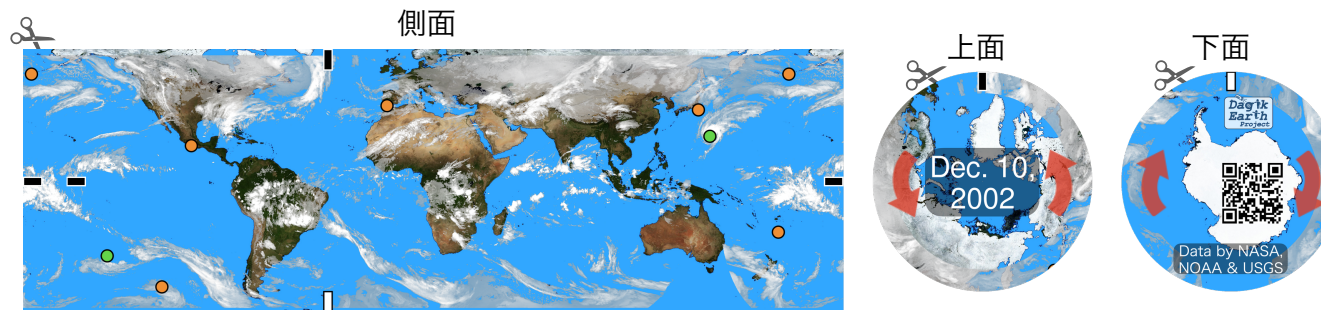 側面
上面
下面
Dec. 10,
2002
Dagik
Earth
Project
Data by NASA,
NOAA & USGS